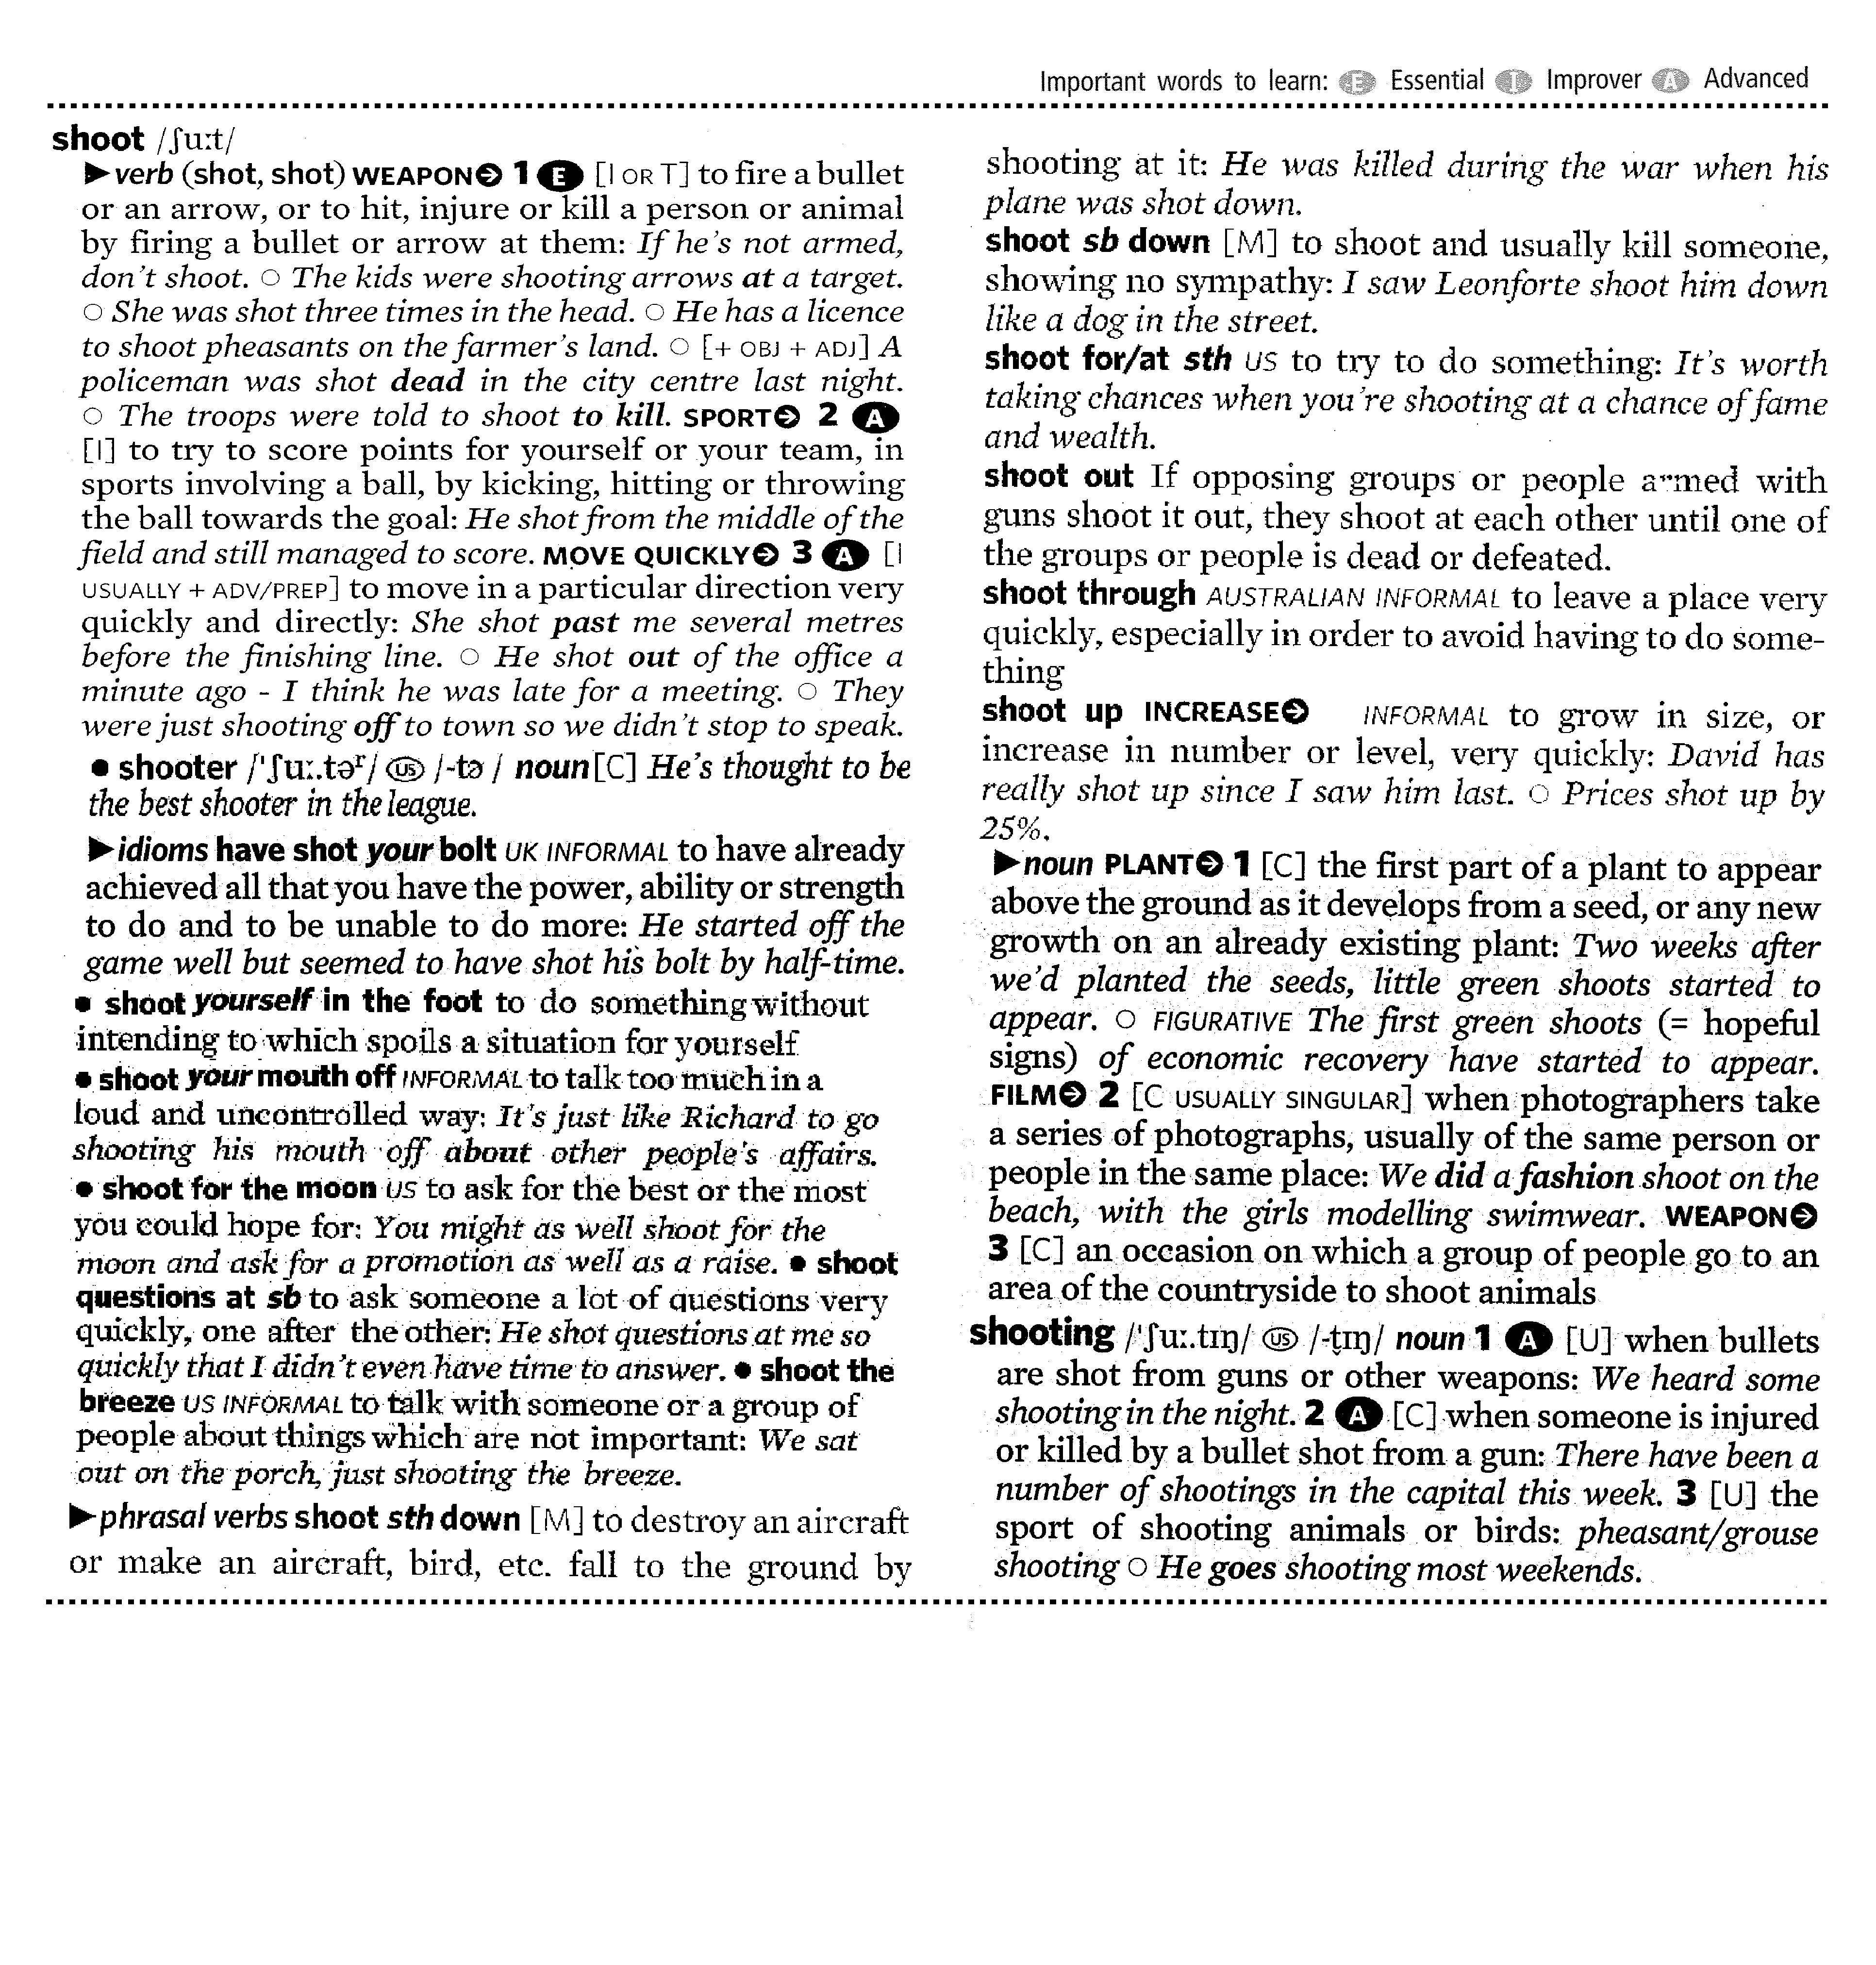 Important words to learn: E Essential I Improver A Advanced
shoot /ʃuːt/
►verb (shot, shot) WEAPON➔ 1 E [I OR T] to fire a bullet
or an arrow, or to hit, injure or kill a person or animal
by firing a bullet or arrow at them: If he's not armed,
don't shoot. ○ The kids were shooting arrows at a target.
○ She was shot three times in the head. ○ He has a licence
to shoot pheasants on the farmer's land. ○ [+ OBJ + ADJ] A
policeman was shot dead in the city centre last night.
○ The troops were told to shoot to kill. SPORT➔ 2 A
[I] to try to score points for yourself or your team, in
sports involving a ball, by kicking, hitting or throwing
the ball towards the goal: He shot from the middle of the
field and still managed to score. MOVE QUICKLY➔ 3 A [I
USUALLY + ADV/PREP] to move in a particular direction very
quickly and directly: She shot past me several metres
before the finishing line. ○ He shot out of the office a
minute ago - I think he was late for a meeting. ○ They
were just shooting off to town so we didn't stop to speak.
● shooter /ˈʃuː.təʳ/ US /-t̬ɚ/ noun [C] He's thought to be
the best shooter in the league.
►idioms have shot your bolt UK INFORMAL to have already
achieved all that you have the power, ability or strength
to do and to be unable to do more: He started off the
game well but seemed to have shot his bolt by half-time.
● shoot yourself in the foot to do something without
intending to which spoils a situation for yourself
● shoot your mouth off INFORMAL to talk too much in a
loud and uncontrolled way: It's just like Richard to go
shooting his mouth off about other people's affairs.
● shoot for the moon US to ask for the best or the most
you could hope for: You might as well shoot for the
moon and ask for a promotion as well as a raise. ● shoot
questions at sb to ask someone a lot of questions very
quickly, one after the other: He shot questions at me so
quickly that I didn't even have time to answer. ● shoot the
breeze US INFORMAL to talk with someone or a group of
people about things which are not important: We sat
out on the porch, just shooting the breeze.
►phrasal verbs shoot sth down [M] to destroy an aircraft
or make an aircraft, bird, etc. fall to the ground by
shooting at it: He was killed during the war when his
plane was shot down.
shoot sb down [M] to shoot and usually kill someone,
showing no sympathy: I saw Leonforte shoot him down
like a dog in the street.
shoot for/at sth US to try to do something: It's worth
taking chances when you're shooting at a chance of fame
and wealth.
shoot out If opposing groups or people armed with
guns shoot it out, they shoot at each other until one of
the groups or people is dead or defeated.
shoot through AUSTRALIAN INFORMAL to leave a place very
quickly, especially in order to avoid having to do some-
thing
shoot up INCREASE➔ INFORMAL to grow in size, or
increase in number or level, very quickly: David has
really shot up since I saw him last. ○ Prices shot up by
25%.
►noun PLANT➔ 1 [C] the first part of a plant to appear
above the ground as it develops from a seed, or any new
growth on an already existing plant: Two weeks after
we'd planted the seeds, little green shoots started to
appear. ○ FIGURATIVE The first green shoots (= hopeful
signs) of economic recovery have started to appear.
FILM➔ 2 [C USUALLY SINGULAR] when photographers take
a series of photographs, usually of the same person or
people in the same place: We did a fashion shoot on the
beach, with the girls modelling swimwear. WEAPON➔
3 [C] an occasion on which a group of people go to an
area of the countryside to shoot animals
shooting /ˈʃuː.tɪŋ/ US /-t̬ɪŋ/ noun 1 A [U] when bullets
are shot from guns or other weapons: We heard some
shooting in the night. 2 A [C] when someone is injured
or killed by a bullet shot from a gun: There have been a
number of shootings in the capital this week. 3 [U] the
sport of shooting animals or birds: pheasant/grouse
shooting ○ He goes shooting most weekends.